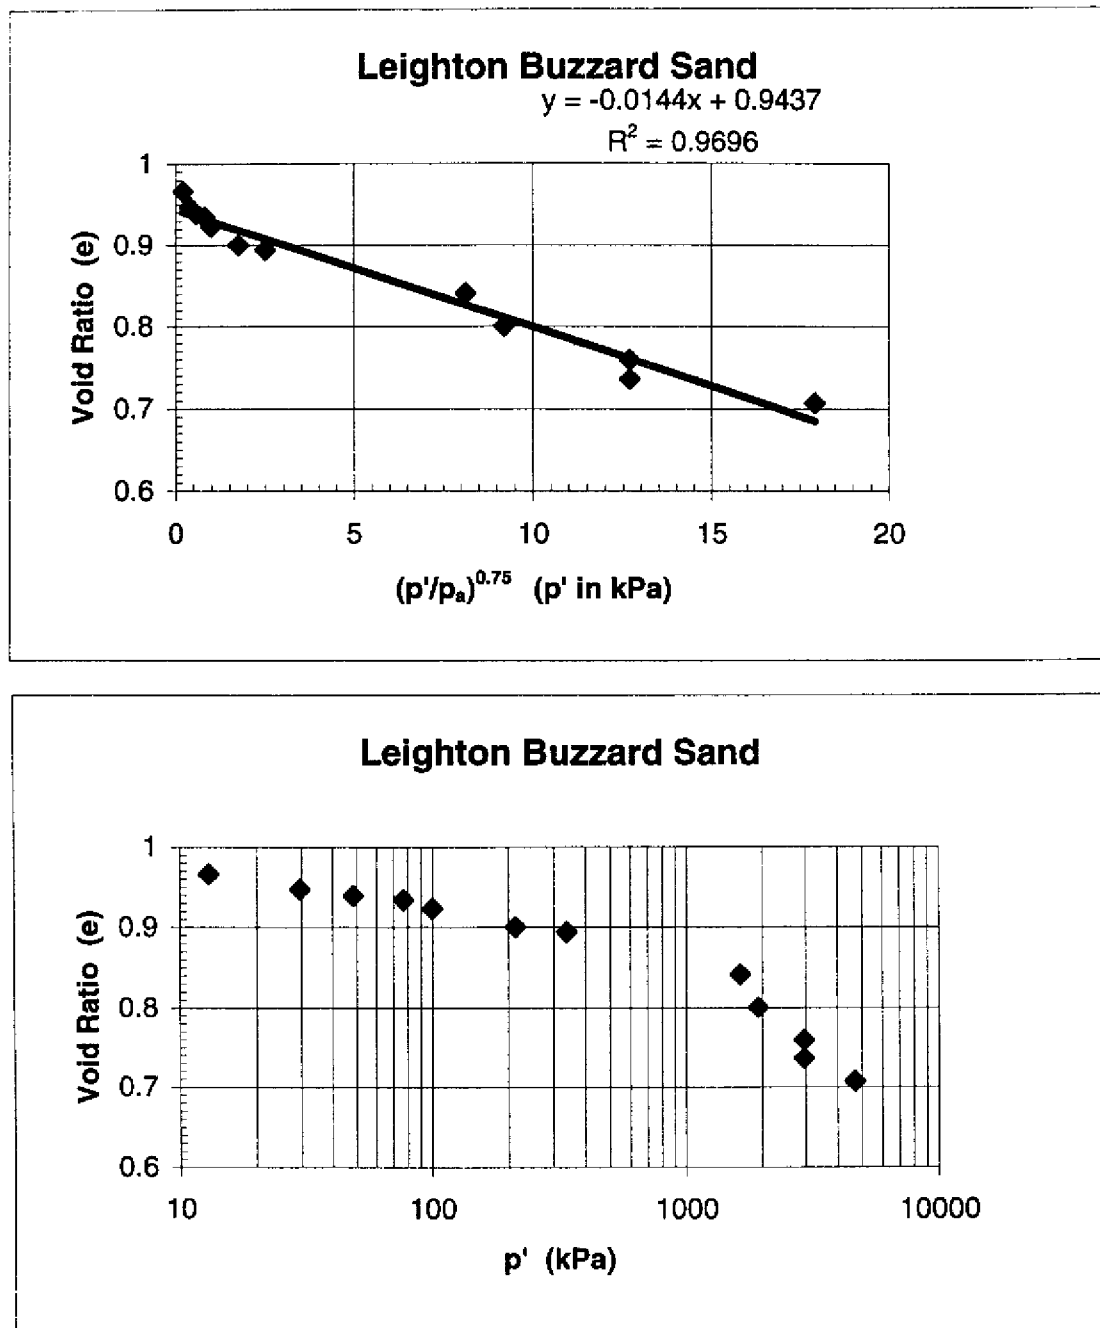 Leighton Buzzard Sand
y = -0.0144x + 0.9437
R² = 0.9696
1
0.9
0.8
0.7
0.6
Void Ratio (e)
0 5 10 15 20
(p'/pₐ)^0.75 (p' in kPa)
Leighton Buzzard Sand
1
0.9
0.8
0.7
0.6
Void Ratio (e)
10 100 1000 10000
p' (kPa)